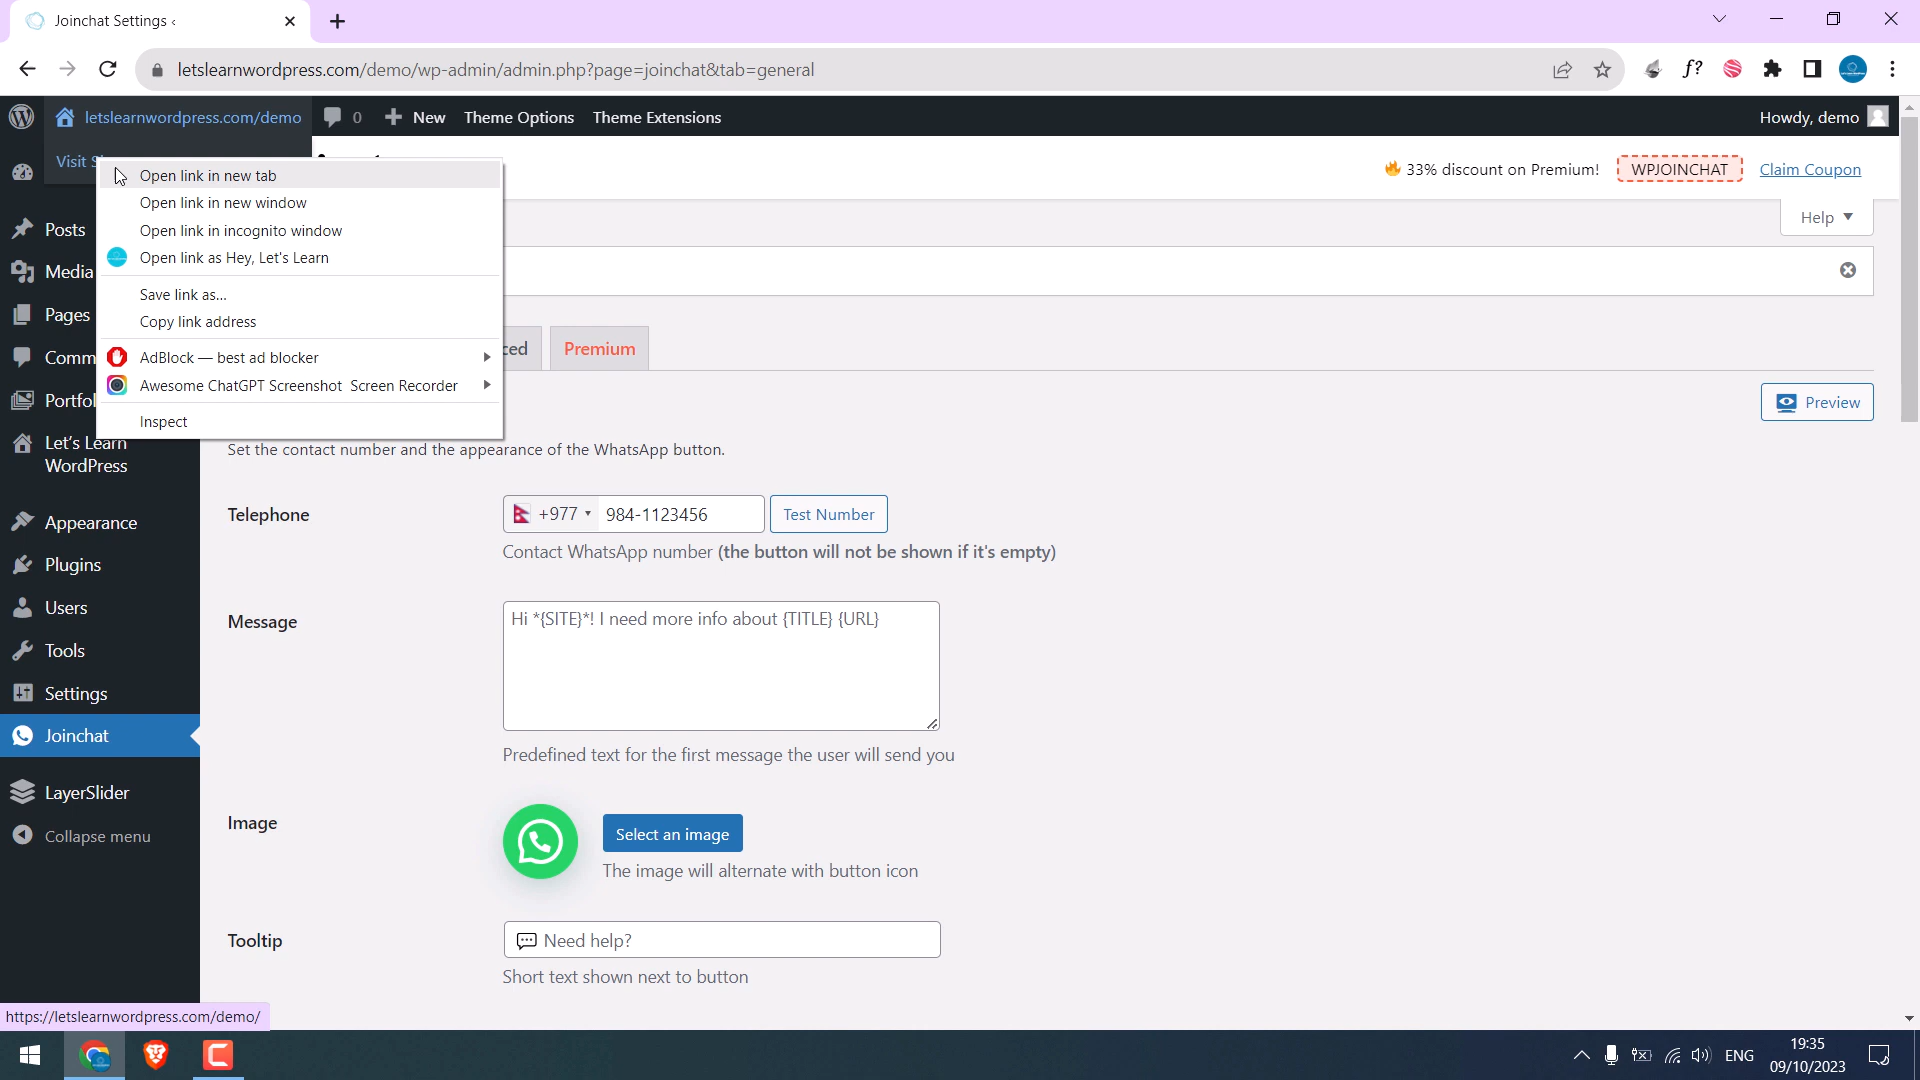 Joinchat Settings ‹
letslearnwordpress.com/demo/wp-admin/admin.php?page=joinchat&tab=general
f?
letslearnwordpress.com/demo
0
New
Theme Options
Theme Extensions
Howdy, demo
Visit
33% discount on Premium!
WPJOINCHAT
Claim Coupon
Help
Open link in new tab
Open link in new window
Open link in incognito window
Open link as Hey, Let's Learn
Save link as...
Copy link address
AdBlock — best ad blocker
Awesome ChatGPT Screenshot Screen Recorder
Inspect
Posts
Media
Pages
Comm
Portfol
Let's Learn
WordPress
Appearance
Plugins
Users
Tools
Settings
Joinchat
LayerSlider
Collapse menu
ced
Premium
Preview
Set the contact number and the appearance of the WhatsApp button.
Telephone
+977
984-1123456
Test Number
Contact WhatsApp number (the button will not be shown if it's empty)
Message
Hi *{SITE}*! I need more info about {TITLE} {URL}
Predefined text for the first message the user will send you
Image
Select an image
The image will alternate with button icon
Tooltip
Need help?
Short text shown next to button
https://letslearnwordpress.com/demo/
ENG
19:35
09/10/2023